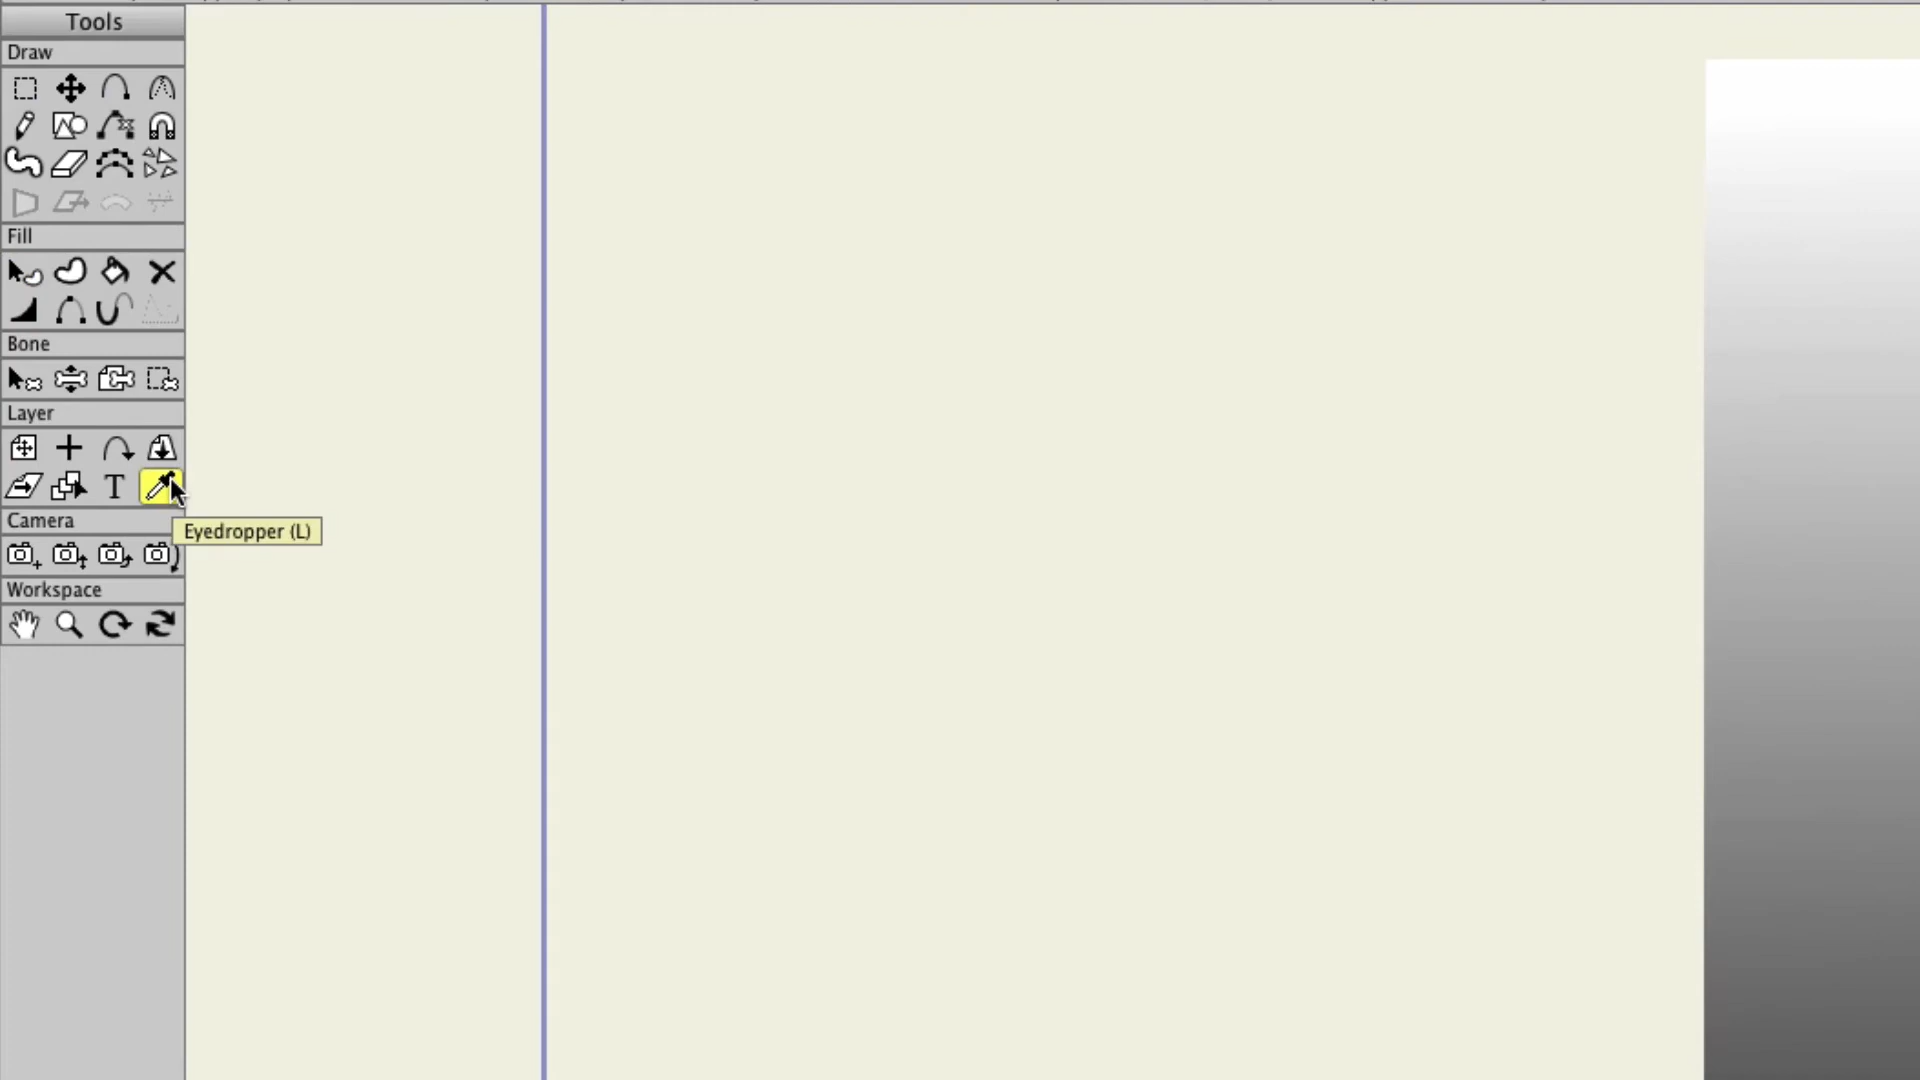 Tools
Draw
Fill
Bone
Layer
T
Eyedropper (L)
Camera
Workspace